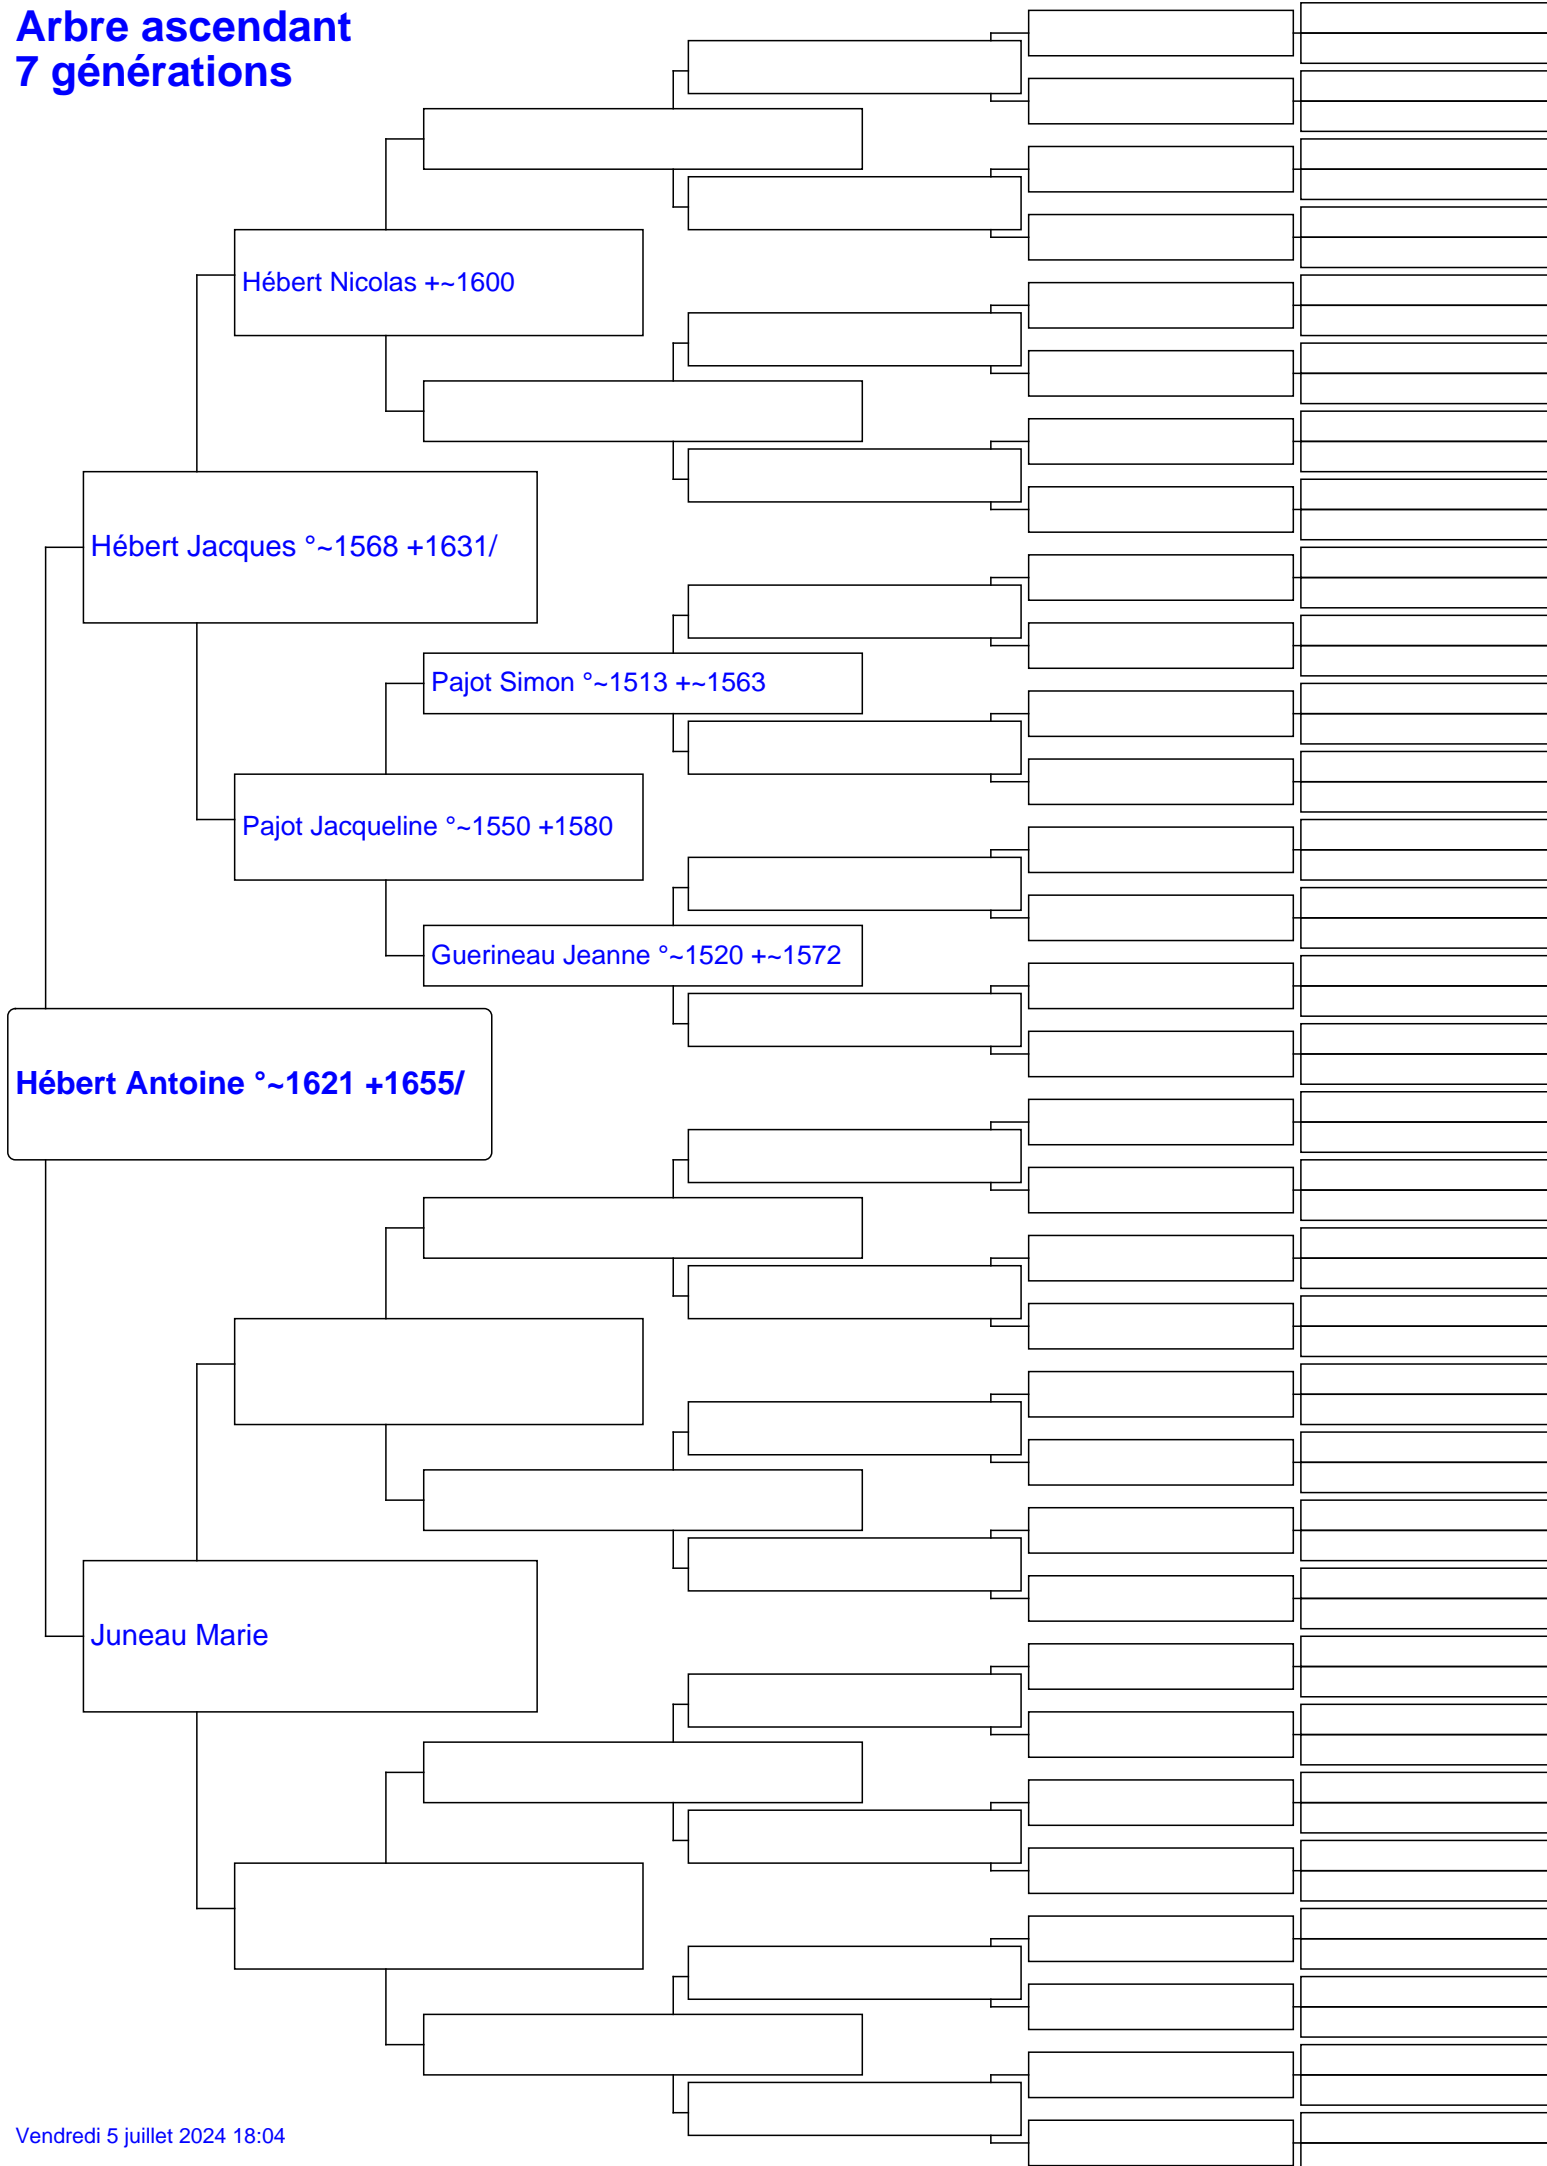 Arbre ascendant
7 générations
Hébert Nicolas +~1600
Hébert Jacques °~1568 +1631/
Pajot Simon °~1513 +~1563
Pajot Jacqueline °~1550 +1580
Guerineau Jeanne °~1520 +~1572
Hébert Antoine °~1621 +1655/
Juneau Marie
Vendredi 5 juillet 2024 18:04